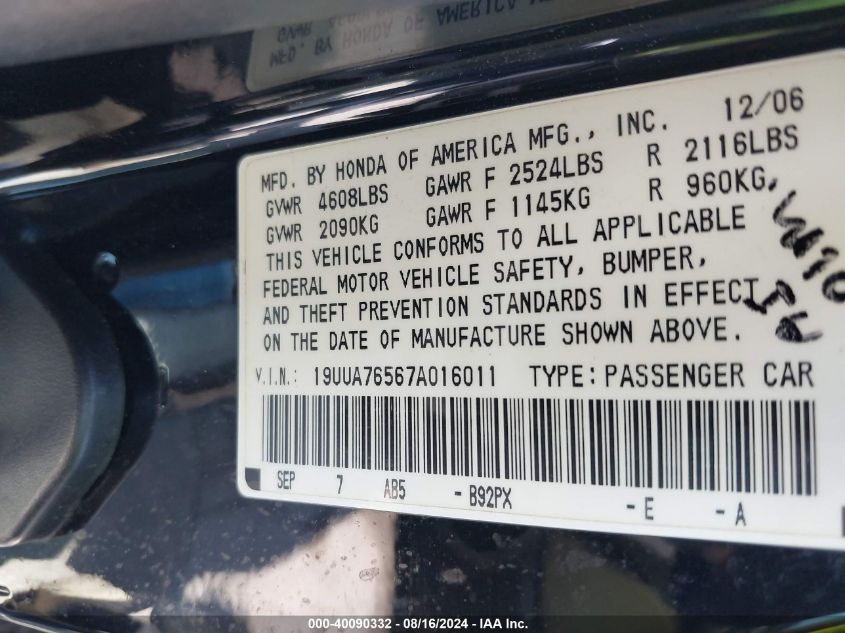 MFD. BY HONDA OF AMERICA MFG., INC. 12/06
GVWR 4608LBS GAWR F 2524LBS R 2116LBS
GVWR 2090KG GAWR F 1145KG R 960KG
THIS VEHICLE CONFORMS TO ALL APPLICABLE
FEDERAL MOTOR VEHICLE SAFETY, BUMPER,
AND THEFT PREVENTION STANDARDS IN EFFECT
ON THE DATE OF MANUFACTURE SHOWN ABOVE.
V.I.N.: 19UUA76567A016011 TYPE:PASSENGER CAR
SEP 7 AB5 - B92PX - E - A
000-40090332 - 08/16/2024 - IAA Inc.